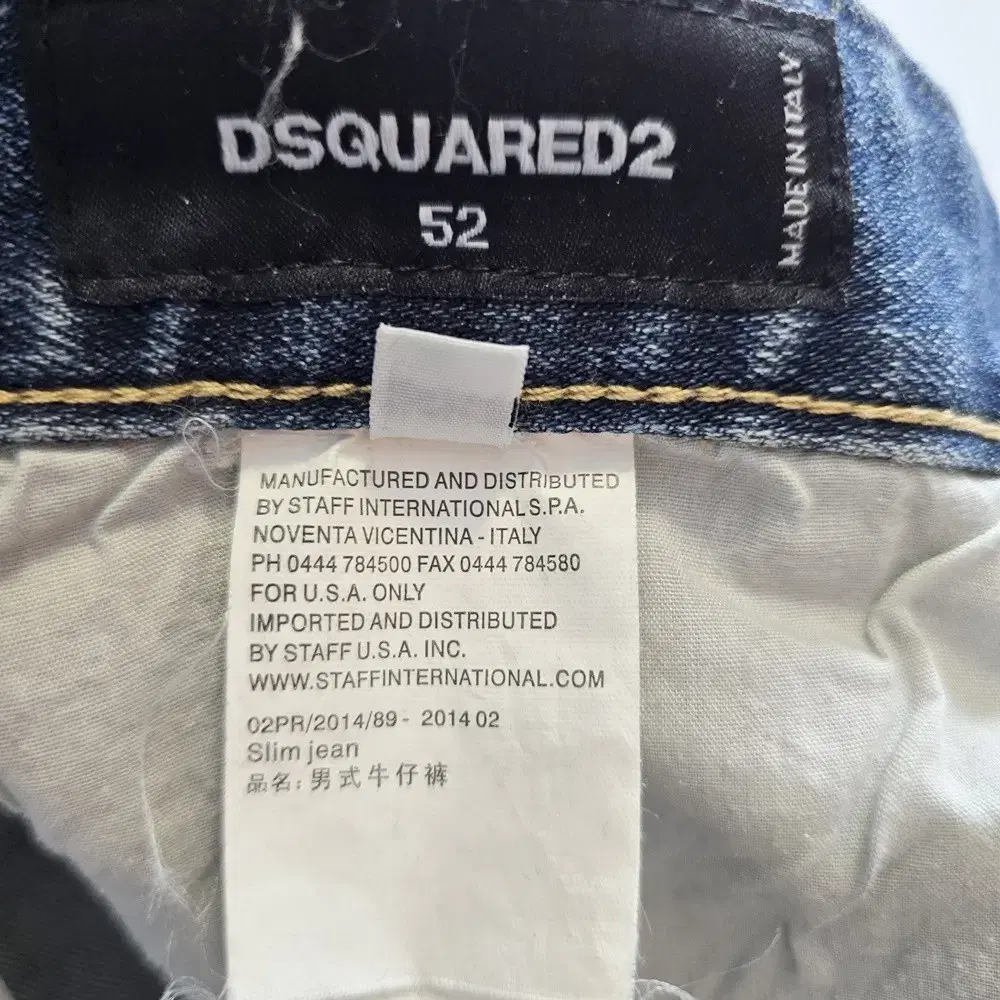 DSQUARED2
52
MADE IN ITALY
MANUFACTURED AND DISTRIBUTED
BY STAFF INTERNATIONAL S.P.A.
NOVENTA VICENTINA - ITALY
PH 0444 784500 FAX 0444 784580
FOR U.S.A. ONLY
IMPORTED AND DISTRIBUTED
BY STAFF U.S.A. INC.
WWW.STAFFINTERNATIONAL.COM
02PR/2014/89 - 2014 02
Slim jean
品名: 男式牛仔裤